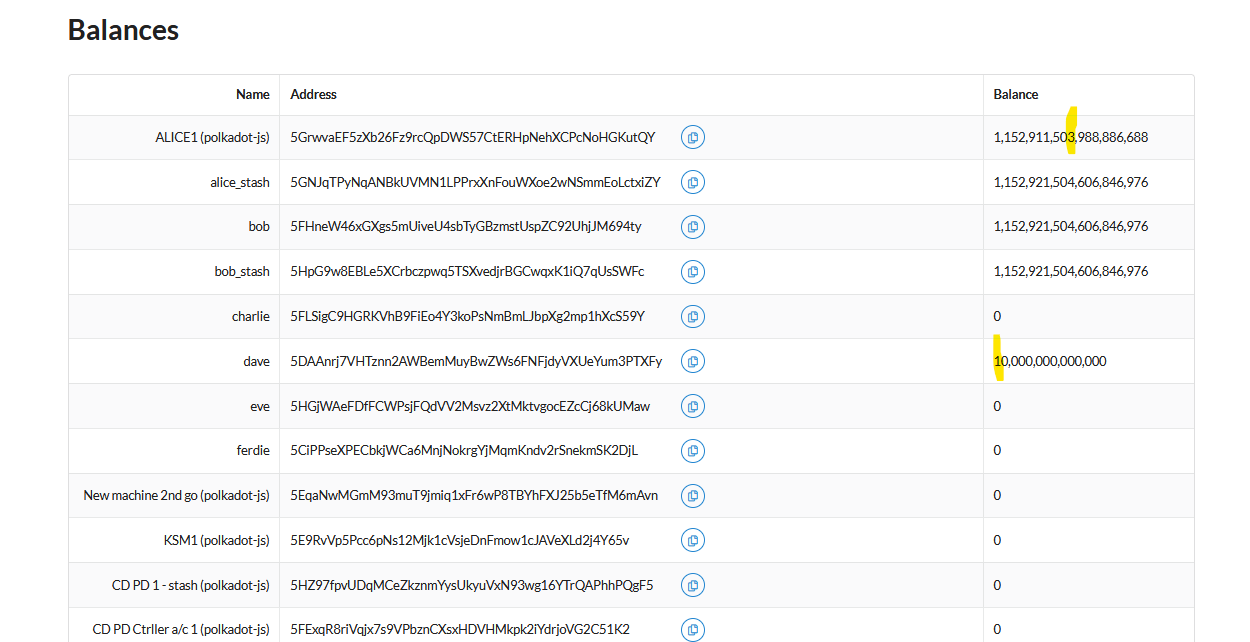 Balances
Name Address Balance
ALICE1 (polkadot-js) 5GrwvaEF5zXb26Fz9rcQpDWS57CtERHpNehXCPcNoHGKutQY 1,152,911,503,988,886,688
alice_stash 5GNJqTPyNqANBkUVMN1LPPrxXnFouWXoe2wNSmmEoLctxiZY 1,152,921,504,606,846,976
bob 5FHneW46xGXgs5mUiveU4sbTyGBzmstUspZC92UhjJM694ty 1,152,921,504,606,846,976
bob_stash 5HpG9w8EBLe5XCrbczpwq5TSXvedjrBGCwqxK1iQ7qUsSWFc 1,152,921,504,606,846,976
charlie 5FLSigC9HGRKVhB9FiEo4Y3koPsNmBmLJbpXg2mp1hXcS59Y 0
dave 5DAAnrj7VHTznn2AWBemMuyBwZWs6FNFjdyVXUeYum3PTXFy 10,000,000,000,000
eve 5HGjWAeFDfFCWPsjFQdVV2Msvz2XtMktvgocEZcCj68kUMaw 0
ferdie 5CiPPseXPECbkjWCa6MnjNokrgYjMqmKndv2rSnekmSK2DjL 0
New machine 2nd go (polkadot-js) 5EqaNwMGmM93muT9jmiq1xFr6wP8TBYhFXJ25b5eTfM6mAvn 0
KSM1 (polkadot-js) 5E9RvVp5Pcc6pNs12Mjk1cVsjeDnFmow1cJAVeXLd2j4Y65v 0
CD PD 1 - stash (polkadot-js) 5HZ97fpvUDqMCeZkznmYysUkyuVxN93wg16YTrQAPhhPQgF5 0
CD PD Ctrller a/c 1 (polkadot-js) 5FExqR8riVqjx7s9VPbznCXsxHDVHMkpk2iYdrjoVG2C51K2 0